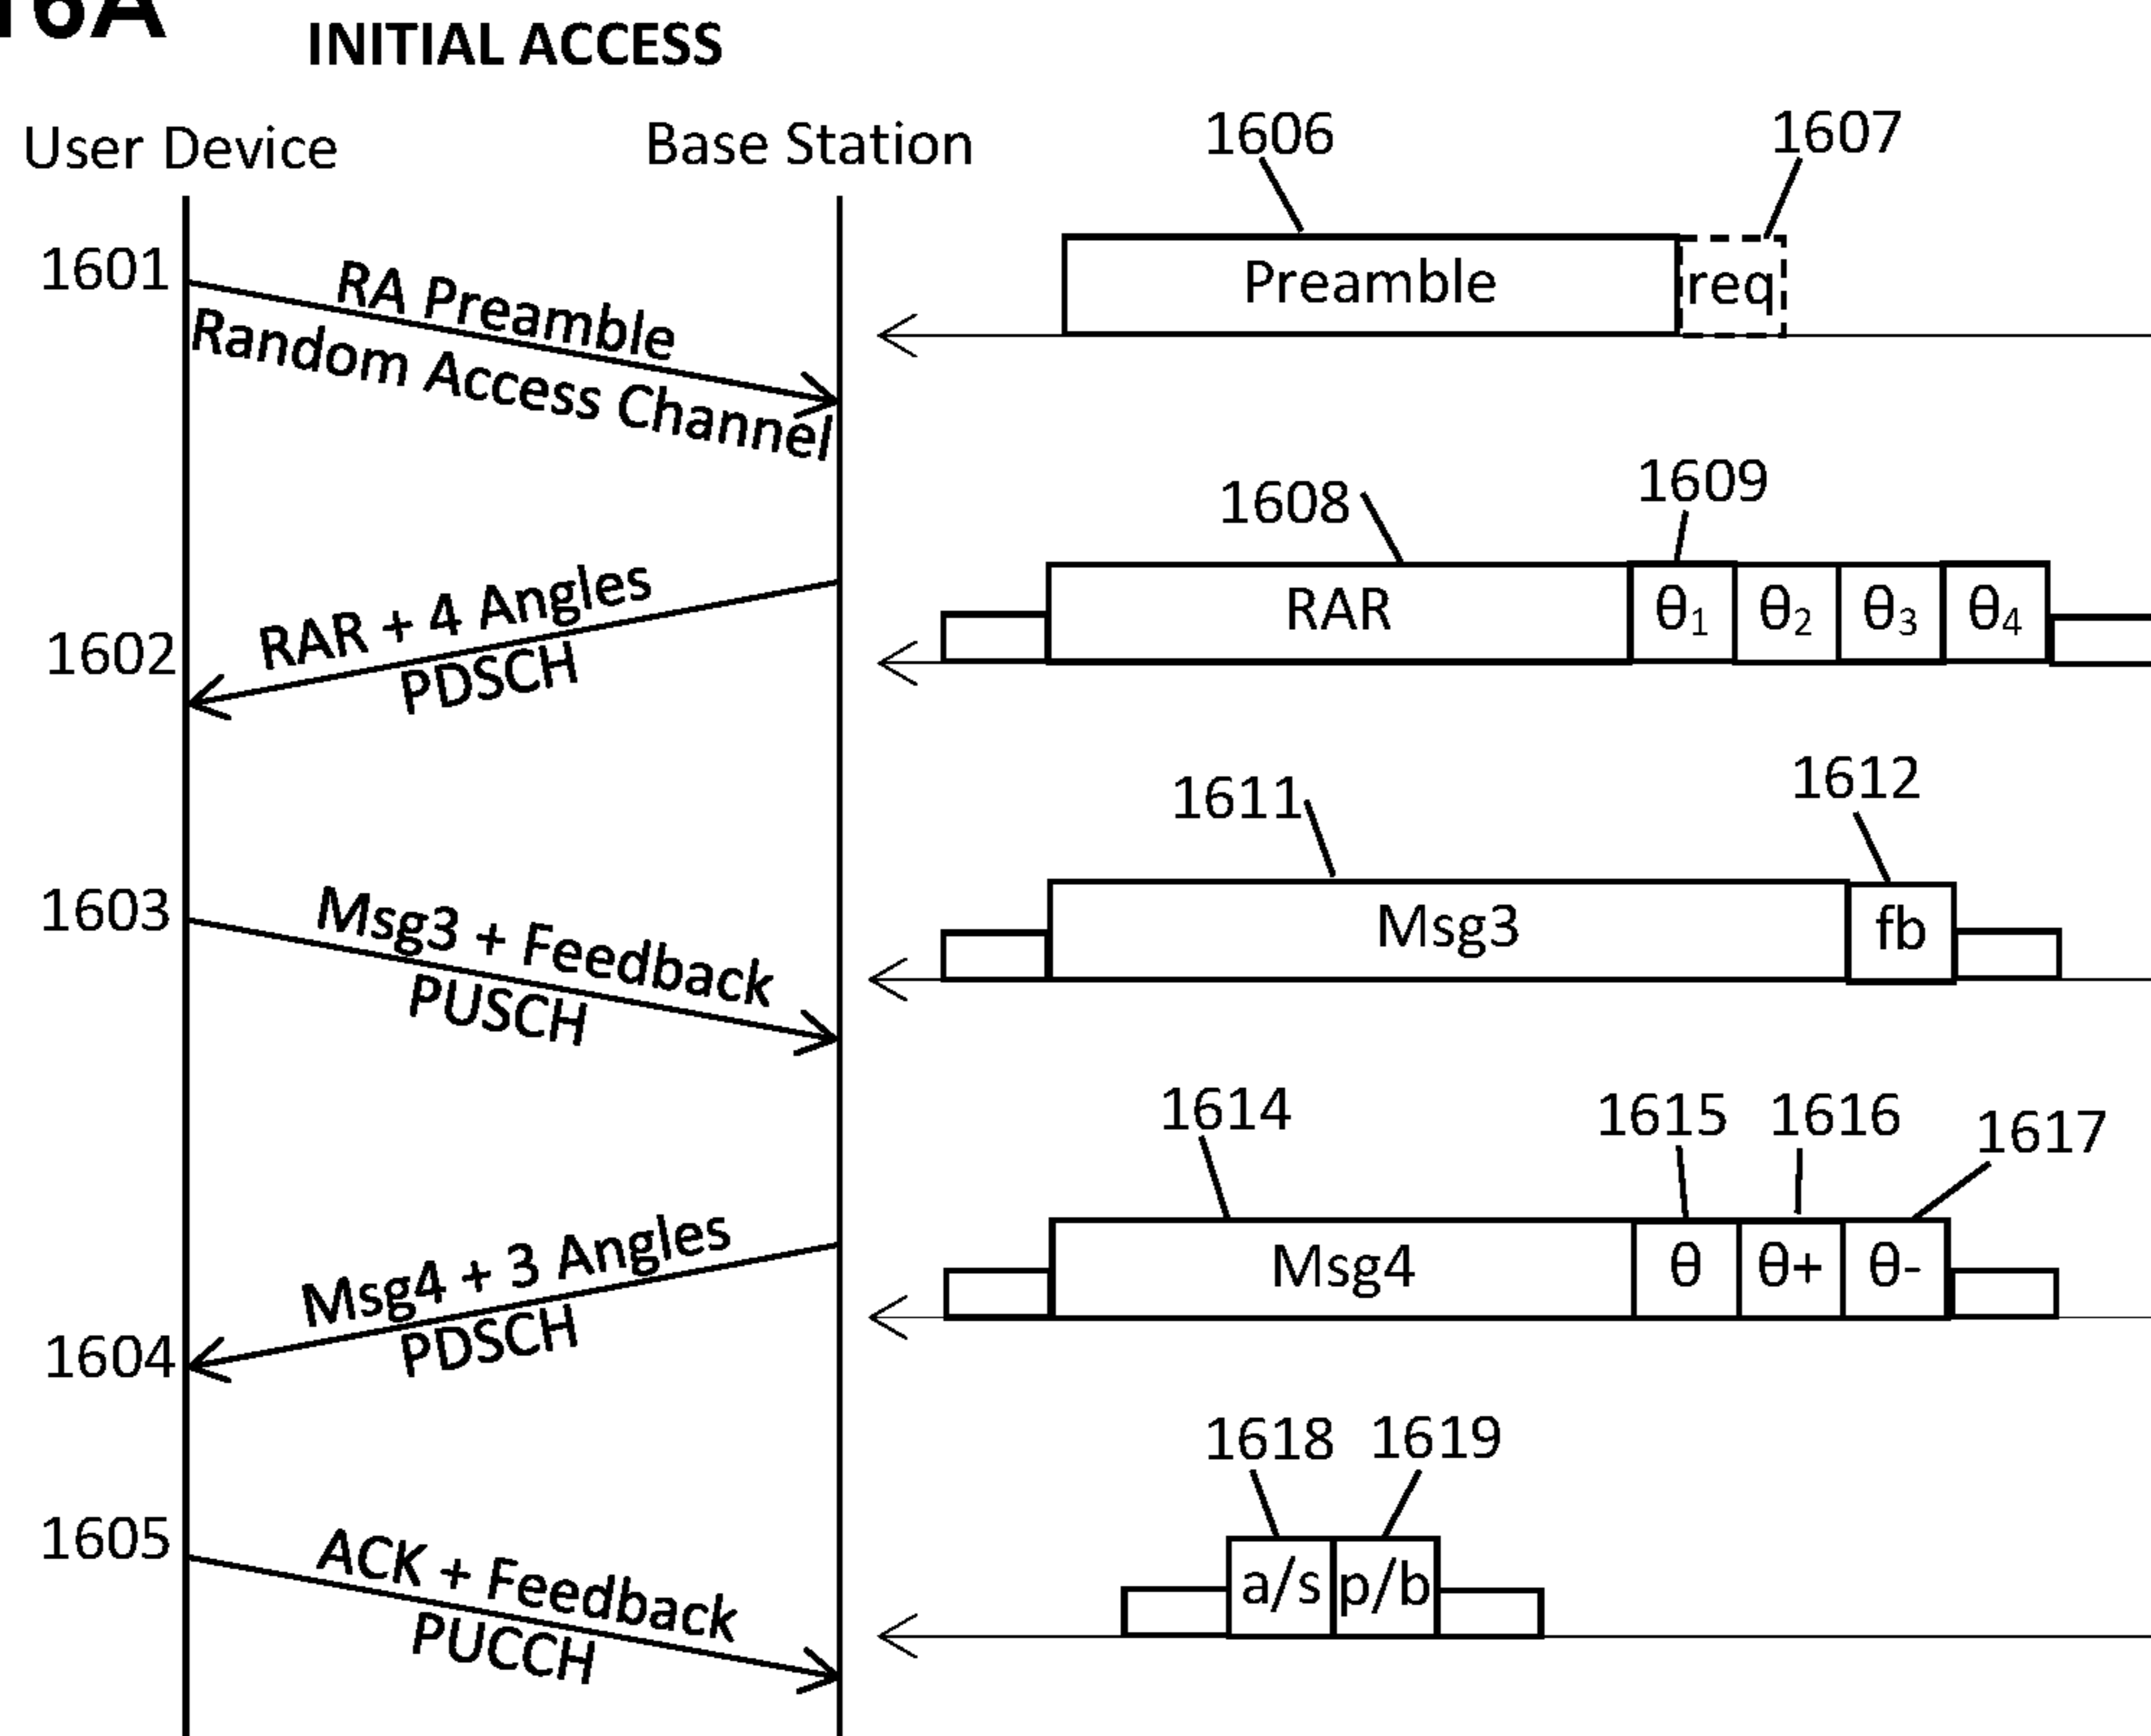 16A
INITIAL ACCESS
User Device
Base Station
1606
1607
1601
RA Preamble
Random Access Channel
Preamble
req
1608
1609
1602
RAR + 4 Angles
PDSCH
RAR
θ1
θ2
θ3
θ4
1611
1612
1603
Msg3 + Feedback
PUSCH
Msg3
fb
1614
1615
1616
1617
1604
Msg4 + 3 Angles
PDSCH
Msg4
θ
θ+
θ-
1618
1619
1605
ACK + Feedback
PUCCH
a/s
p/b